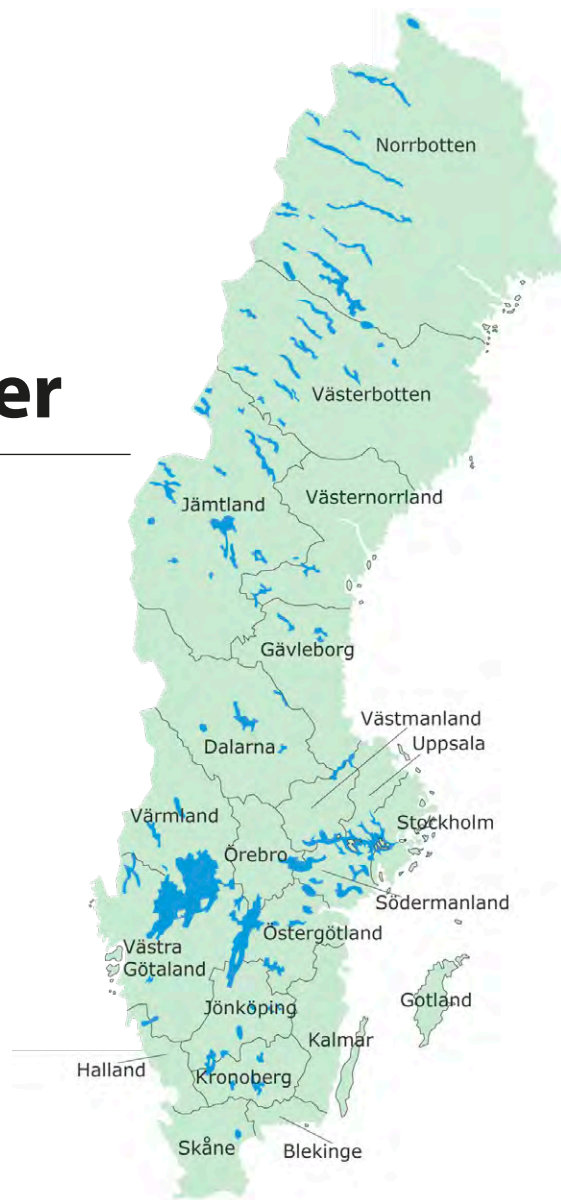 Norrbotten
er
Västerbotten
Västernorrland
Jämtland
Gävleborg
Västmanland
Uppsala
Dalarna
Värmland
Stockholm
Örebro
Södermanland
Östergötland
Västra
Götaland
Gotland
Jönköping
Kalmar
Halland
Kronoberg
Skåne
Blekinge